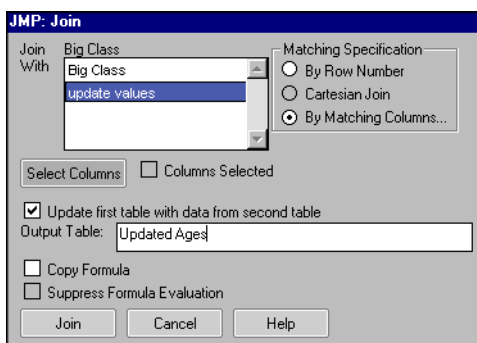 JMP: Join
Join With Big Class
Big Class
update values
Matching Specification
By Row Number
Cartesian Join
By Matching Columns...
Select Columns Columns Selected
Update first table with data from second table
Output Table: Updated Ages
Copy Formula
Suppress Formula Evaluation
Join Cancel Help